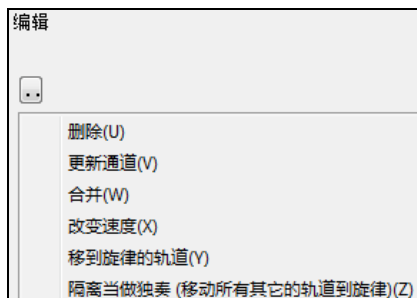 编辑
..
删除(U)
更新通道(V)
合并(W)
改变速度(X)
移到旋律的轨道(Y)
隔离当做独奏 (移动所有其它的轨道到旋律)(Z)